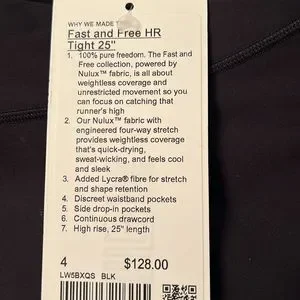 WHY WE MADE T
Fast and Free HR
Tight 25"
1. 100% pure freedom. The Fast and
Free collection, powered by
Nulux™ fabric, is all about
weightless coverage and
unrestricted movement so you
can focus on catching that
runner's high
2. Our Nulux™ fabric with
engineered four-way stretch
provides weightless coverage
that's quick-drying,
sweat-wicking, and feels cool
and sleek
3. Added Lycra® fibre for stretch
and shape retention
4. Discreet waistband pockets
5. Side drop-in pockets
6. Continuous drawcord
7. High rise, 25" length
4 $128.00
LW5BXQS BLK